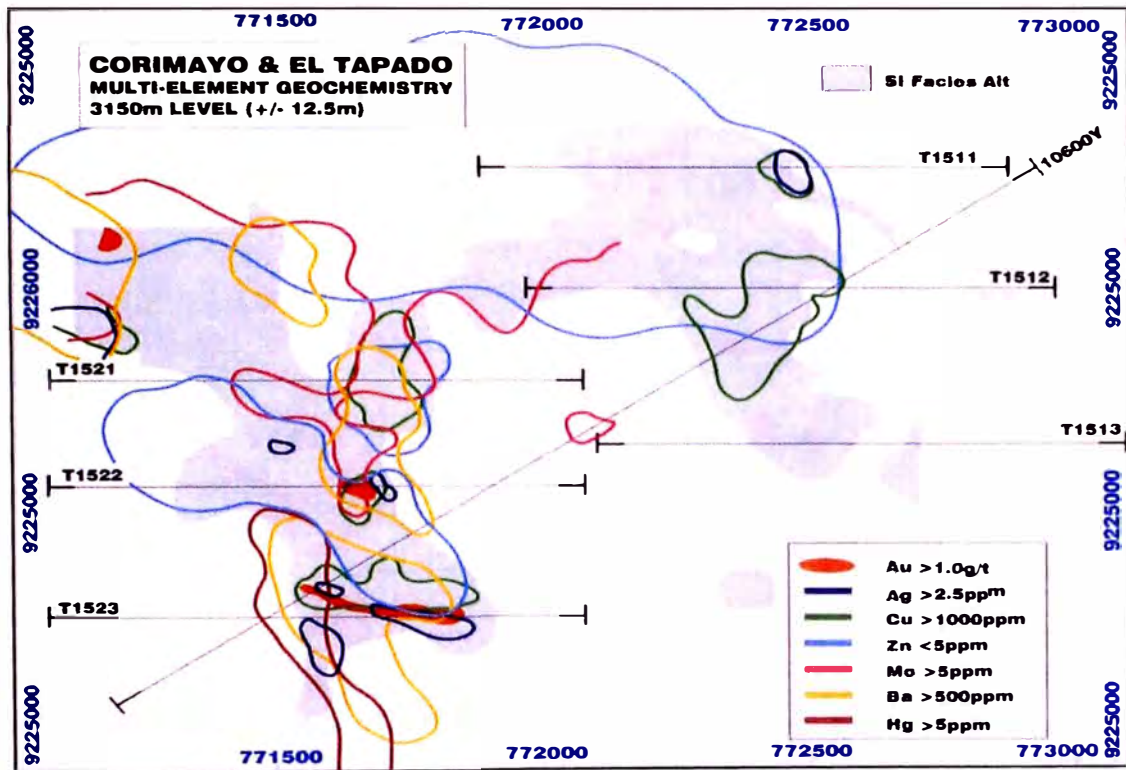 771500 772000 772500 773000
9225000
9225000
CORIMAYO & EL TAPADO
MULTI-ELEMENT GEOCHEMISTRY
3150m LEVEL (+/- 12.5m)
SI Facies Alt
T1511
10600Y
T1512
9226000
9225000
T1521
T1513
T1522
9225000
9225000
T1523
Au >1.0g/t
Ag >2.5ppm
Cu >1000ppm
Zn <5ppm
Mo >5ppm
Ba >500ppm
Hg >5ppm
9225000
9225000
771500 772000 772500 773000